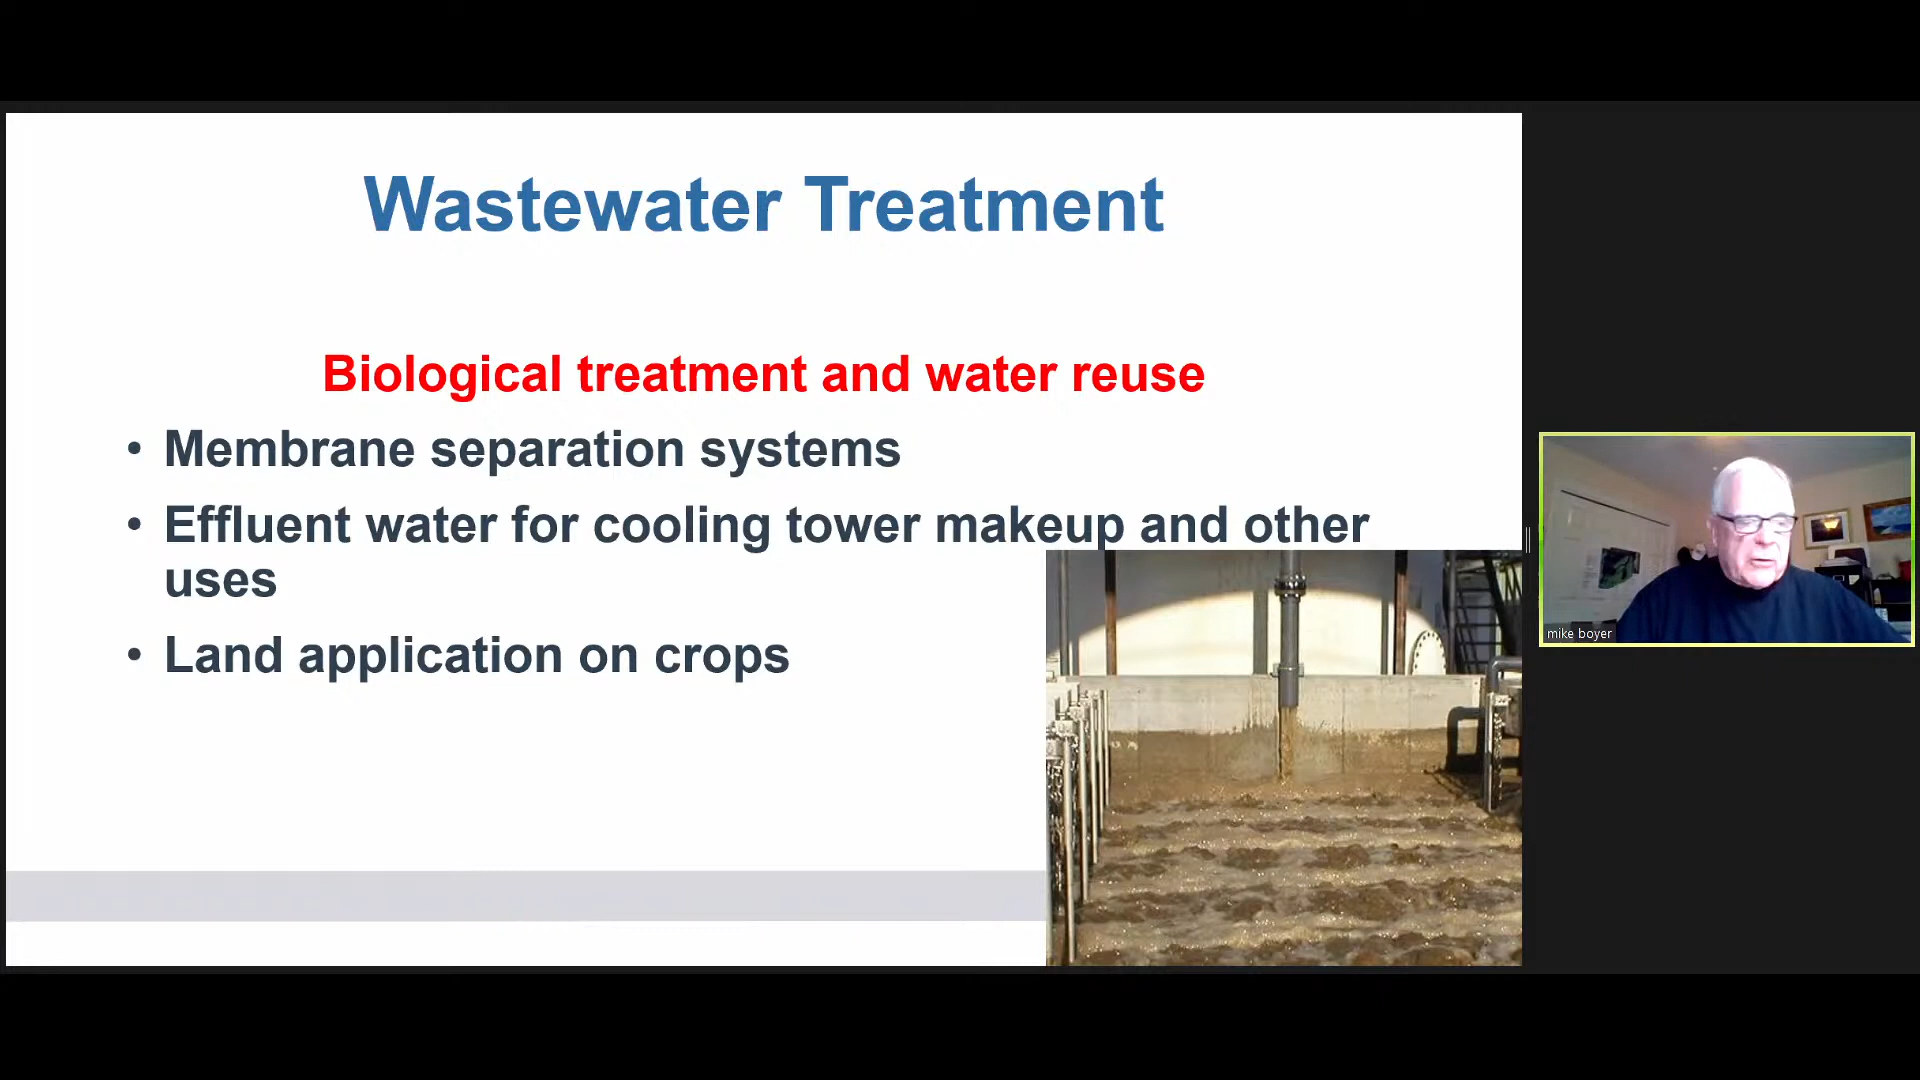 Wastewater Treatment
Biological treatment and water reuse
• Membrane separation systems
• Effluent water for cooling tower makeup and other
uses
• Land application on crops
mike boyer